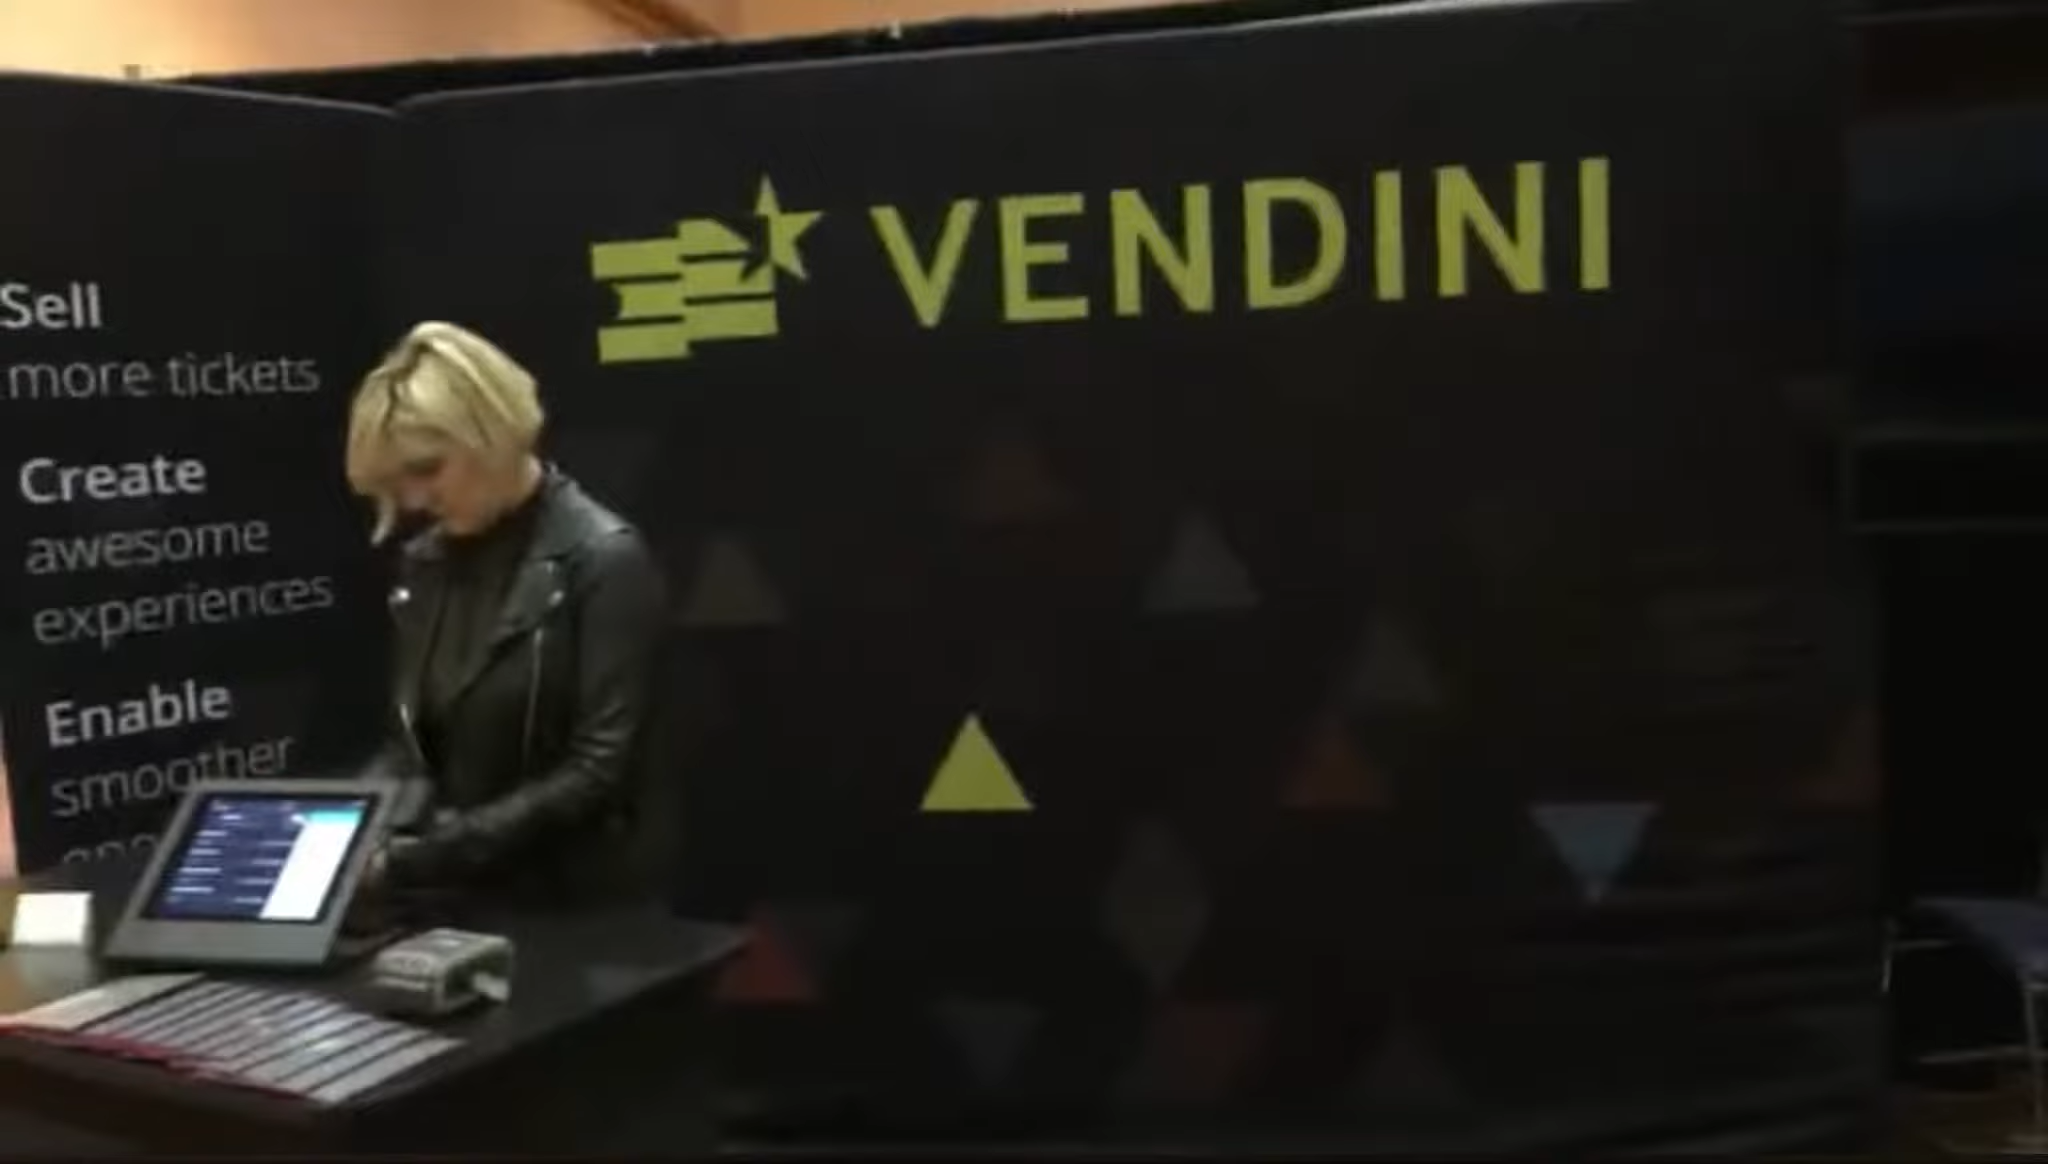 VENDINI
Sell
more tickets
Create
awesome
experiences
Enable
smoother